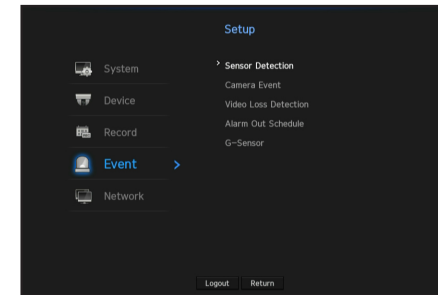 Setup
System
Device
Record
Event >
Network
> Sensor Detection
Camera Event
Video Loss Detection
Alarm Out Schedule
G-Sensor
Logout Return